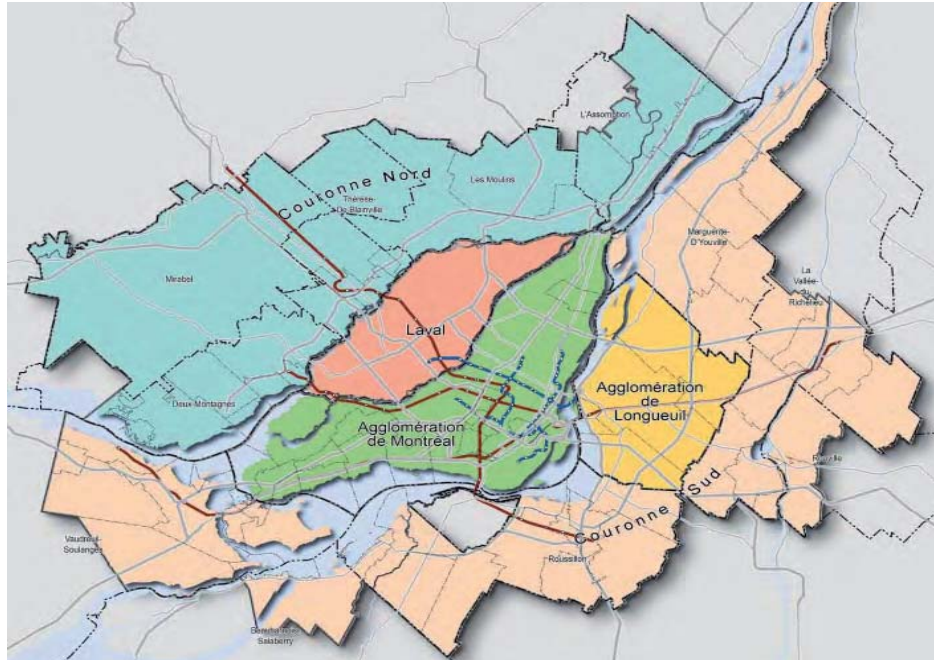 L'Assomption
Couronne Nord
Les Moulins
Thérèse-
De Blainville
Marguerite-
D'Youville
Mirabel
La
Vallée-
du-
Richelieu
Laval
Agglomération
de
Longueuil
Deux-Montagnes
Agglomération
de Montréal
Rouville
Couronne Sud
Vaudreuil-
Soulanges
Roussillon
Beauharnois-
Salaberry